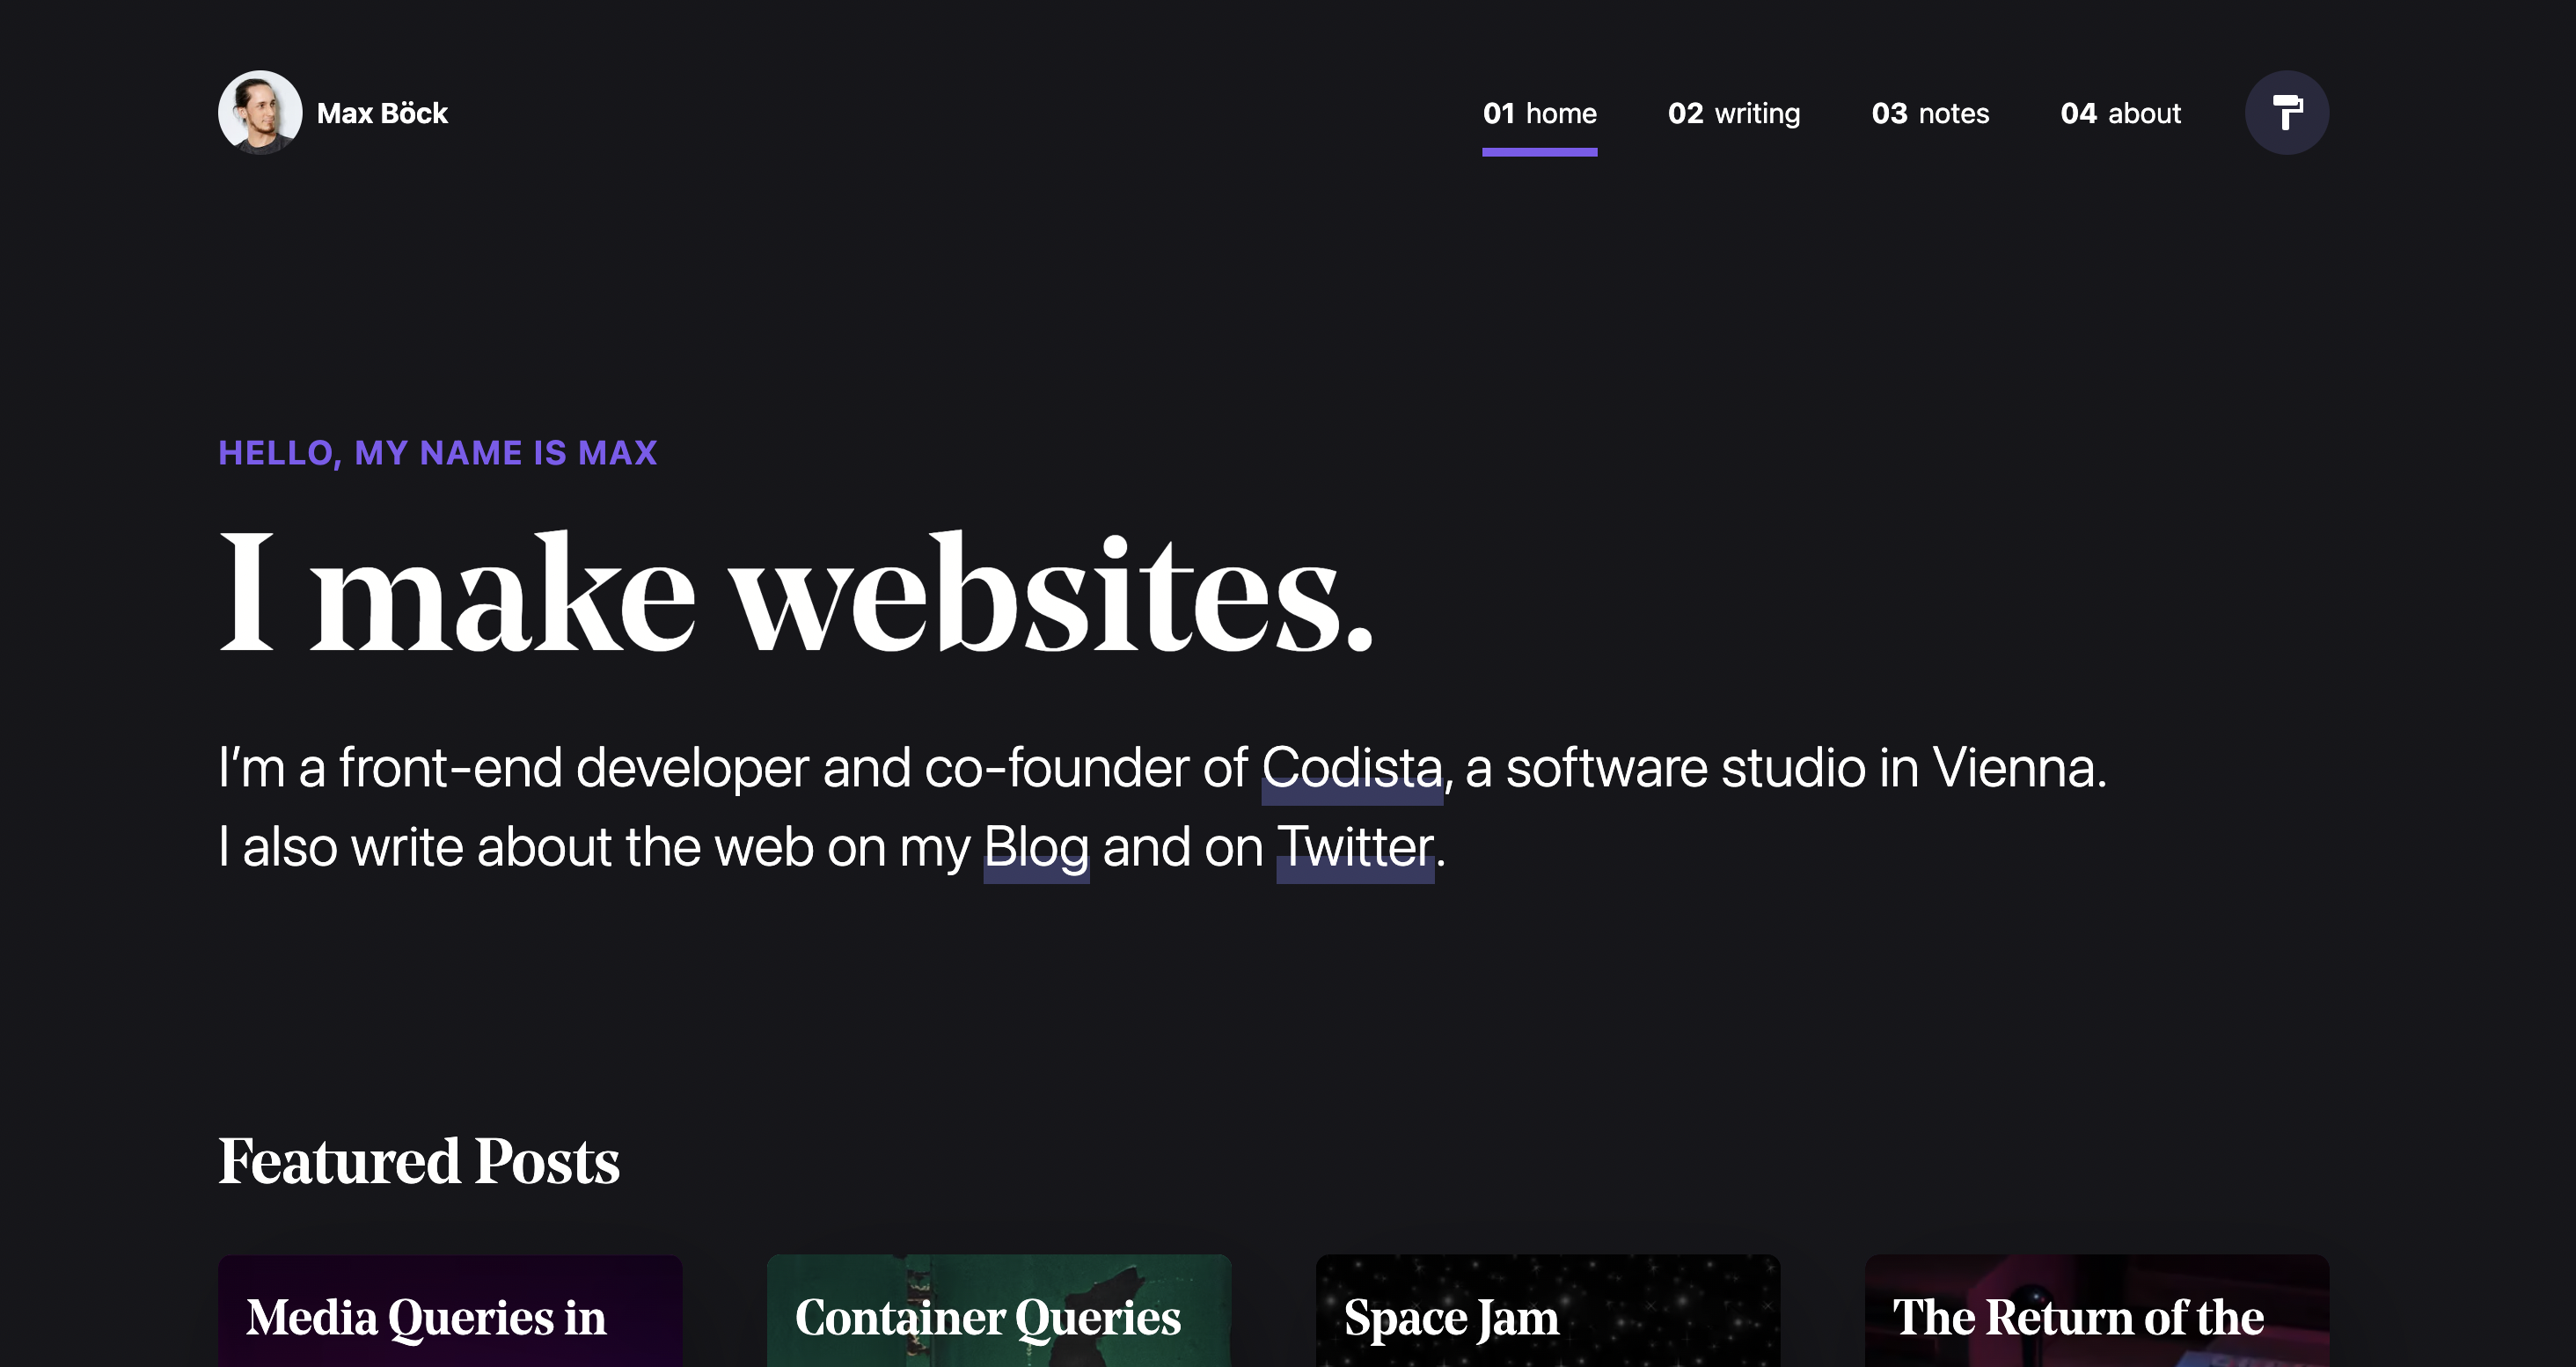 Max Böck
01 home 02 writing 03 notes 04 about
HELLO, MY NAME IS MAX
I make websites.
I’m a front-end developer and co-founder of Codista, a software studio in Vienna.
I also write about the web on my Blog and on Twitter.
Featured Posts
Media Queries in
Container Queries
Space Jam
The Return of the